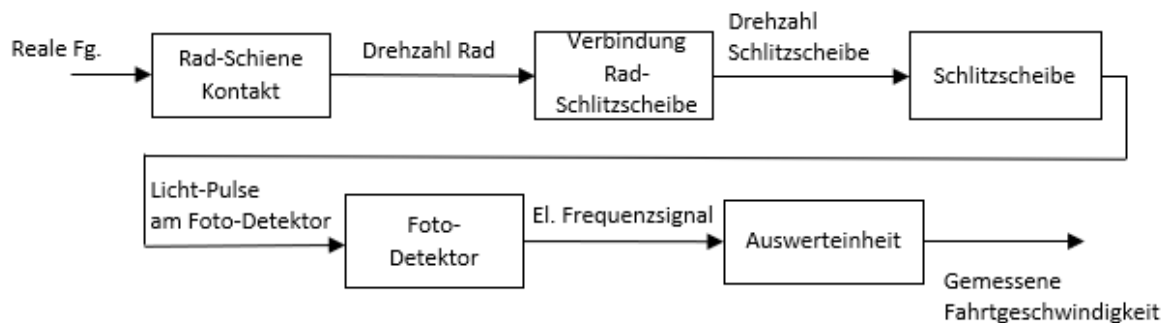 Reale Fg.
Rad-Schiene
Kontakt
Drehzahl Rad
Verbindung
Rad-
Schlitzscheibe
Drehzahl
Schlitzscheibe
Schlitzscheibe
Licht-Pulse
am Foto-Detektor
Foto-
Detektor
El. Frequenzsignal
Auswerteinheit
Gemessene
Fahrtgeschwindigkeit